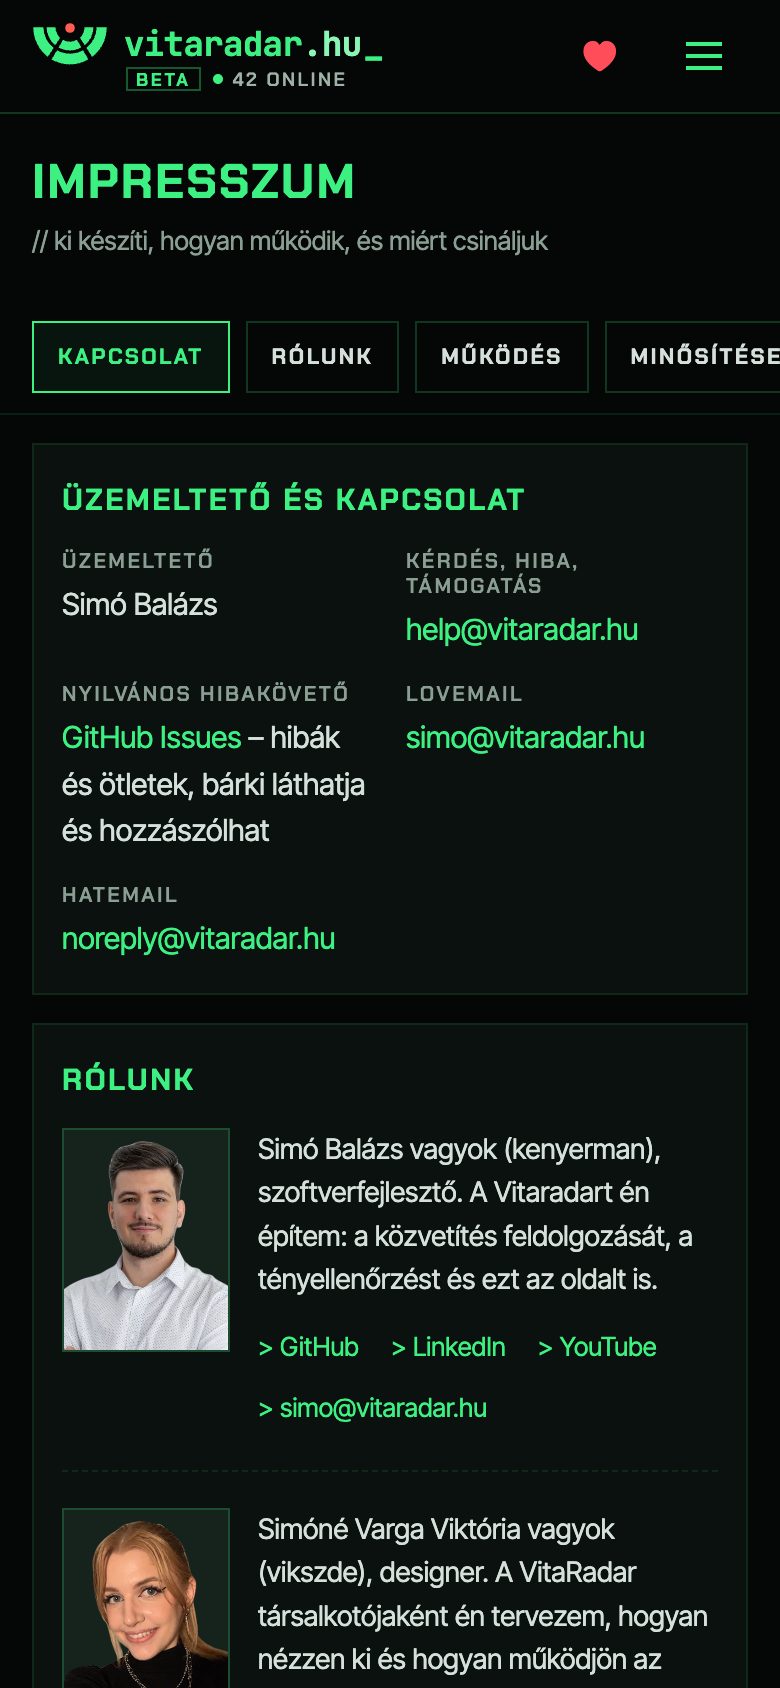 vitaradar.hu_
BETA 42 ONLINE
IMPRESSZUM
// ki készíti, hogyan működik, és miért csináljuk
KAPCSOLAT RÓLUNK MŰKÖDÉS MINŐSÍTÉSE
ÜZEMELTETŐ ÉS KAPCSOLAT
ÜZEMELTETŐ
Simó Balázs
KÉRDÉS, HIBA,
TÁMOGATÁS
help@vitaradar.hu
NYILVÁNOS HIBAKÖVETŐ
GitHub Issues – hibák
és ötletek, bárki láthatja
és hozzászólhat
LOVEMAIL
simo@vitaradar.hu
HATEMAIL
noreply@vitaradar.hu
RÓLUNK
Simó Balázs vagyok (kenyerman),
szoftverfejlesztő. A Vitaradart én
építem: a közvetítés feldolgozását, a
tényellenőrzést és ezt az oldalt is.
> GitHub > LinkedIn > YouTube
> simo@vitaradar.hu
Simóné Varga Viktória vagyok
(vikszde), designer. A VitaRadar
társalkotójaként én tervezem, hogyan
nézzen ki és hogyan működjön az